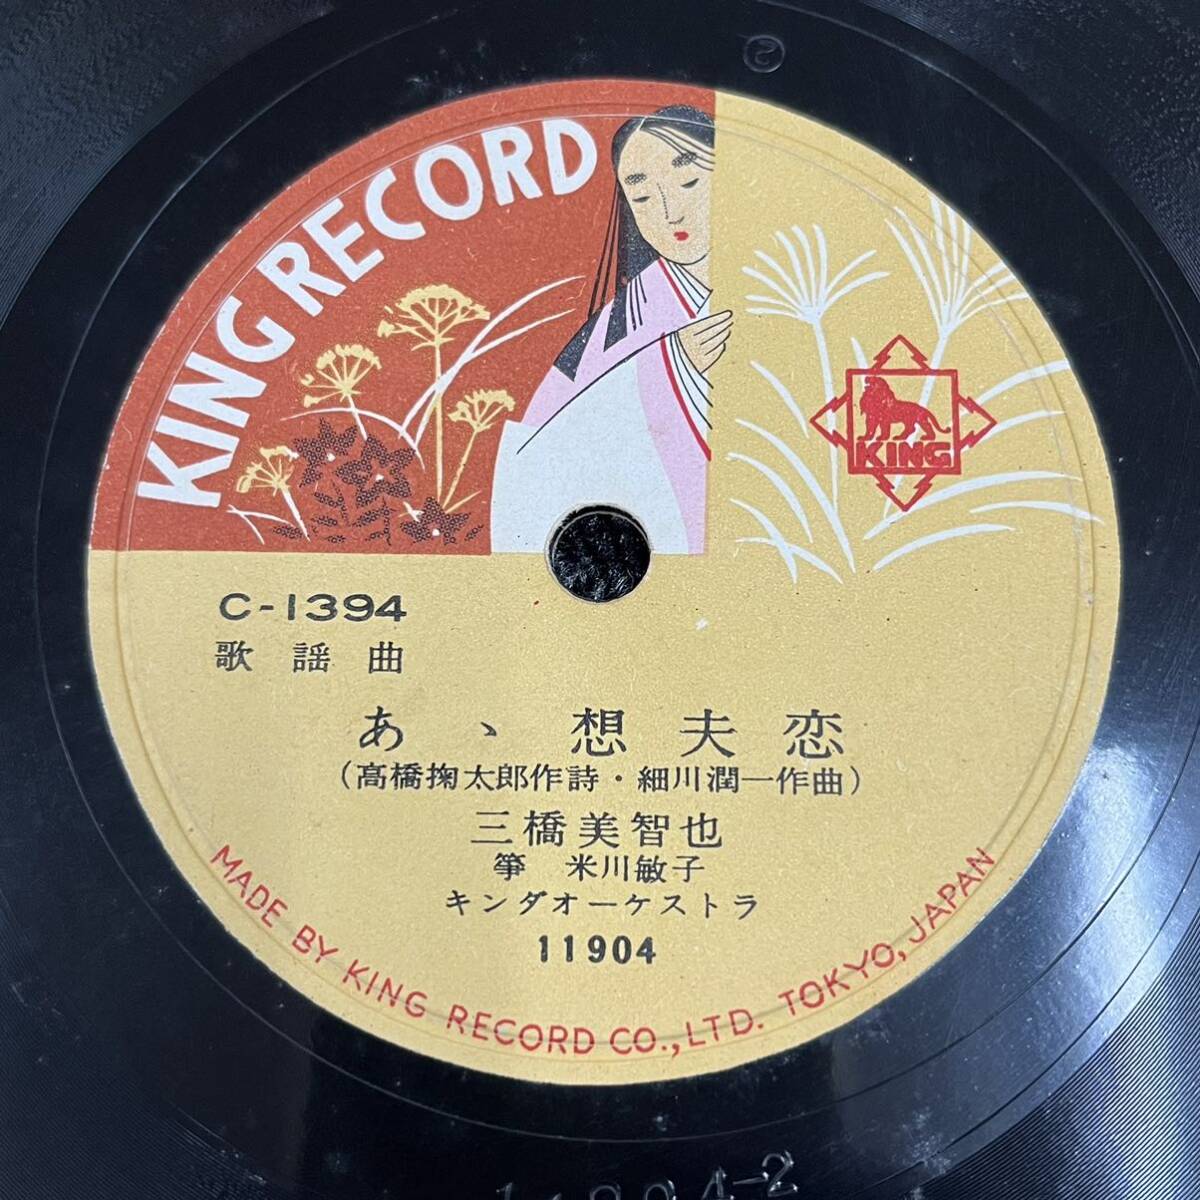 KING RECORD
KING
C-1394
歌謡曲
あゝ想夫恋
(高橋掬太郎作詩・細川潤一作曲)
三橋美智也
箏 米川敏子
キングオーケストラ
11904
MADE BY KING RECORD CO., LTD. TOKYO, JAPAN
11904-2